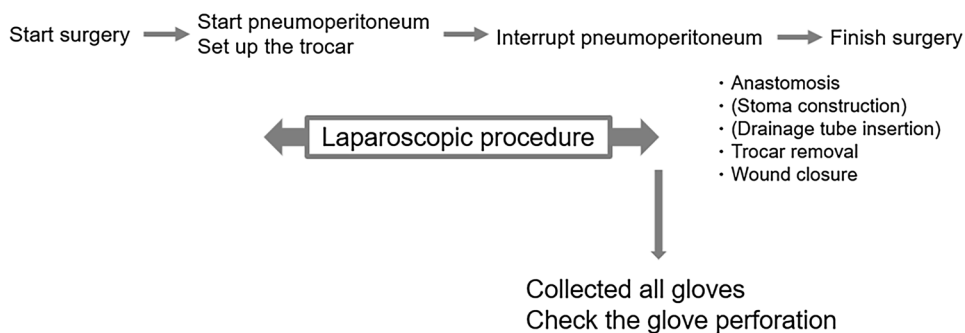 Start surgery
Start pneumoperitoneum
Set up the trocar
Interrupt pneumoperitoneum
Finish surgery
・Anastomosis
・(Stoma construction)
・(Drainage tube insertion)
・Trocar removal
・Wound closure
Laparoscopic procedure
Collected all gloves
Check the glove perforation